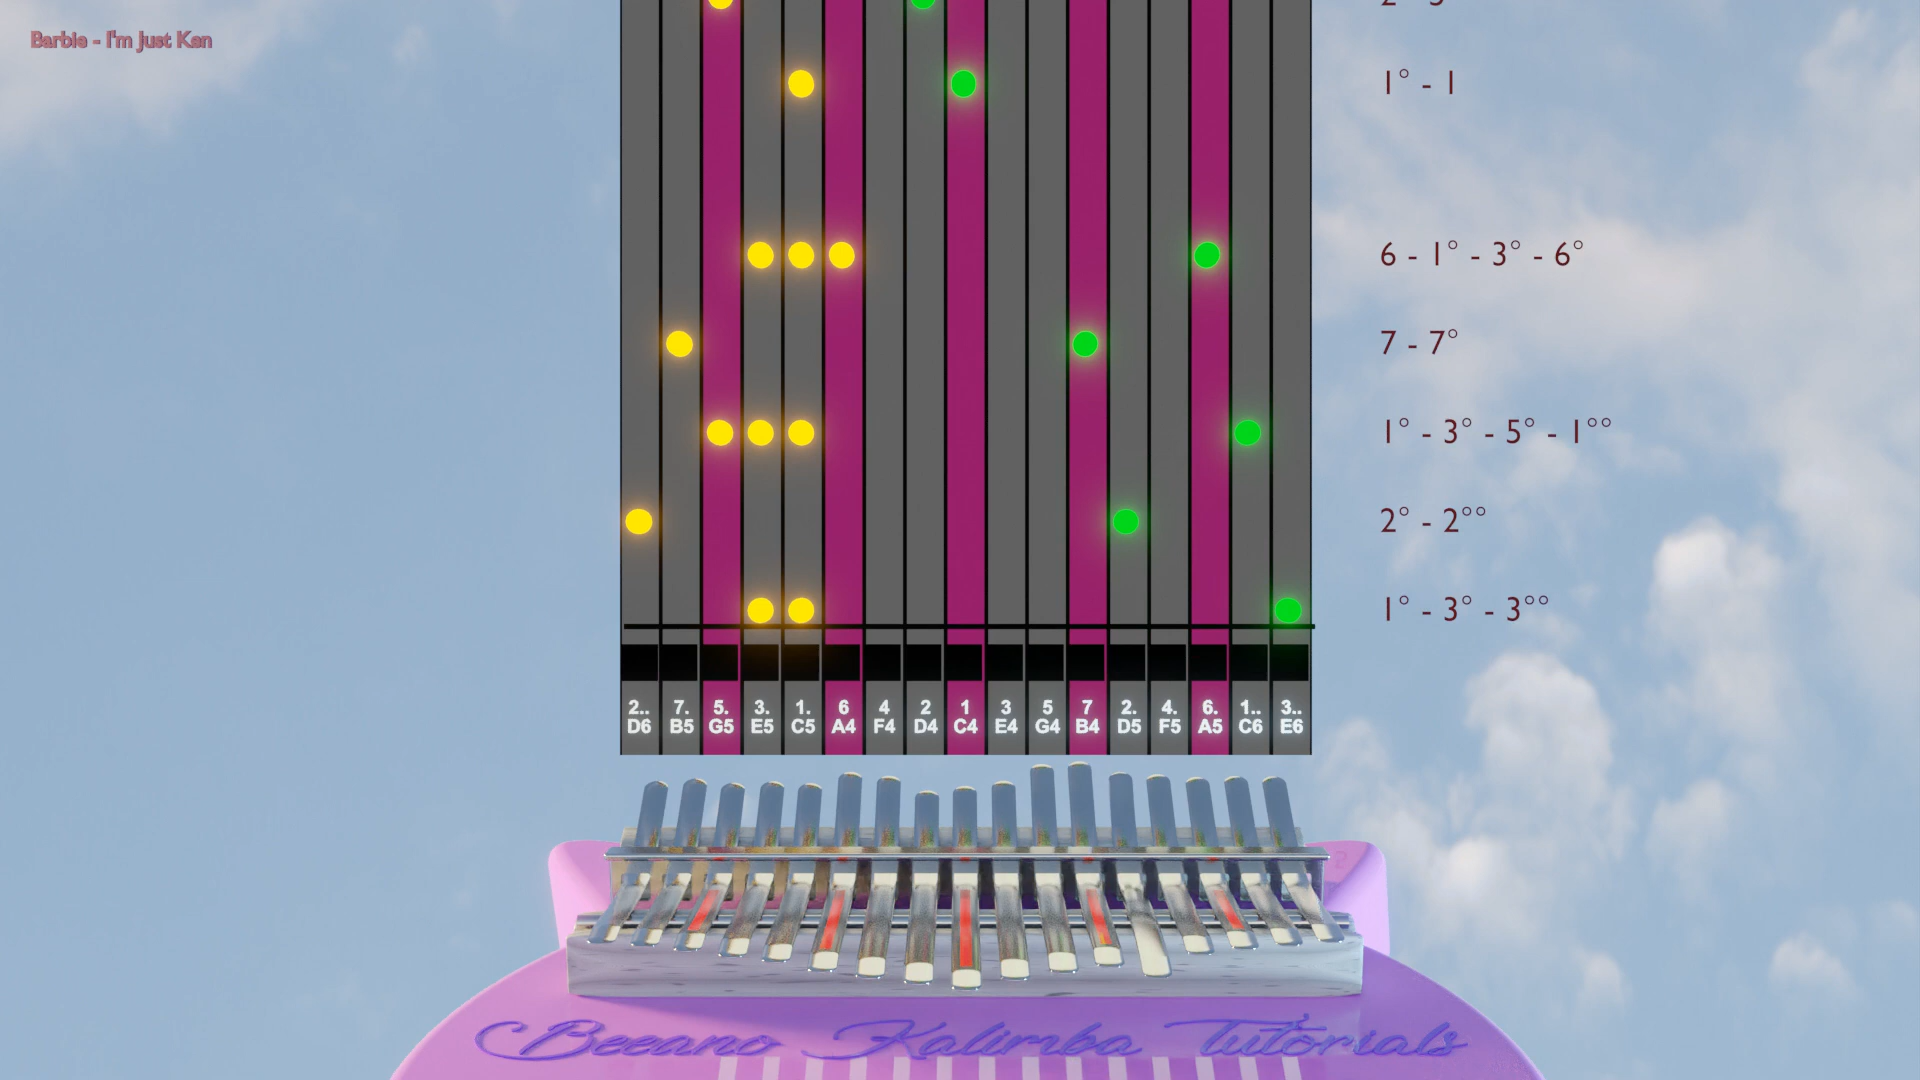 Barbie - I'm Just Ken
1° - 1
6 - 1° - 3° - 6°
7 - 7°
1° - 3° - 5° - 1°°
2° - 2°°
1° - 3° - 3°°
2.. 7. 5. 3. 1. 6 4 2 1 3 5 7 2. 4. 6. 1.. 3..
D6 B5 G5 E5 C5 A4 F4 D4 C4 E4 G4 B4 D5 F5 A5 C6 E6
Beeano Kalimba Tutorials